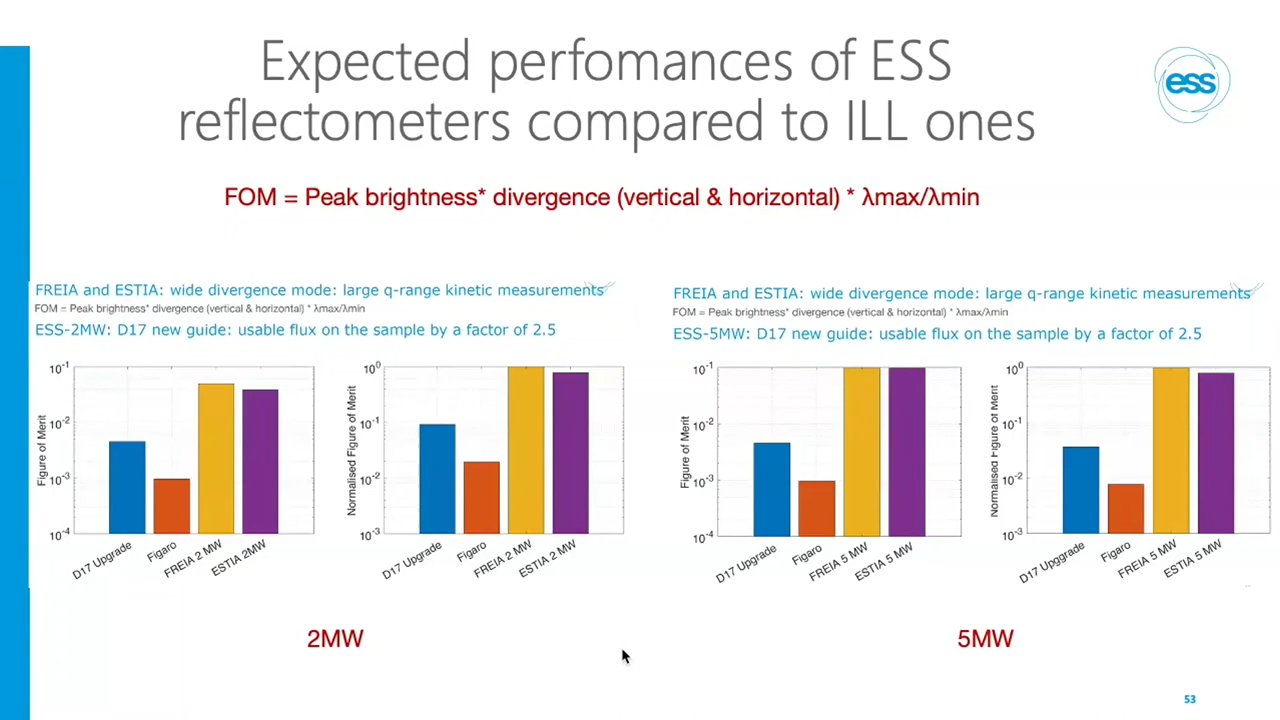 Expected perfomances of ESS
reflectometers compared to ILL ones
ess
FOM = Peak brightness* divergence (vertical & horizontal) * λmax/λmin
FREIA and ESTIA: wide divergence mode: large q-range kinetic measurements
FOM = Peak brightness* divergence (vertical & horizontal) * λmax/λmin
ESS-2MW: D17 new guide: usable flux on the sample by a factor of 2.5
Figure of Merit
10⁻¹
10⁻²
10⁻³
10⁻⁴
D17 Upgrade
Figaro
FREIA 2 MW
ESTIA 2MW
Normalised Figure of Merit
10⁰
10⁻¹
10⁻²
10⁻³
D17 Upgrade
Figaro
FREIA 2 MW
ESTIA 2 MW
2MW
FREIA and ESTIA: wide divergence mode: large q-range kinetic measurements
FOM = Peak brightness* divergence (vertical & horizontal) * λmax/λmin
ESS-5MW: D17 new guide: usable flux on the sample by a factor of 2.5
Figure of Merit
10⁻¹
10⁻²
10⁻³
10⁻⁴
D17 Upgrade
Figaro
FREIA 5 MW
ESTIA 5 MW
Normalised Figure of Merit
10⁰
10⁻¹
10⁻²
10⁻³
D17 Upggrade
Figaro
FREIA 5 MW
ESTIA 5 MW
5MW
53